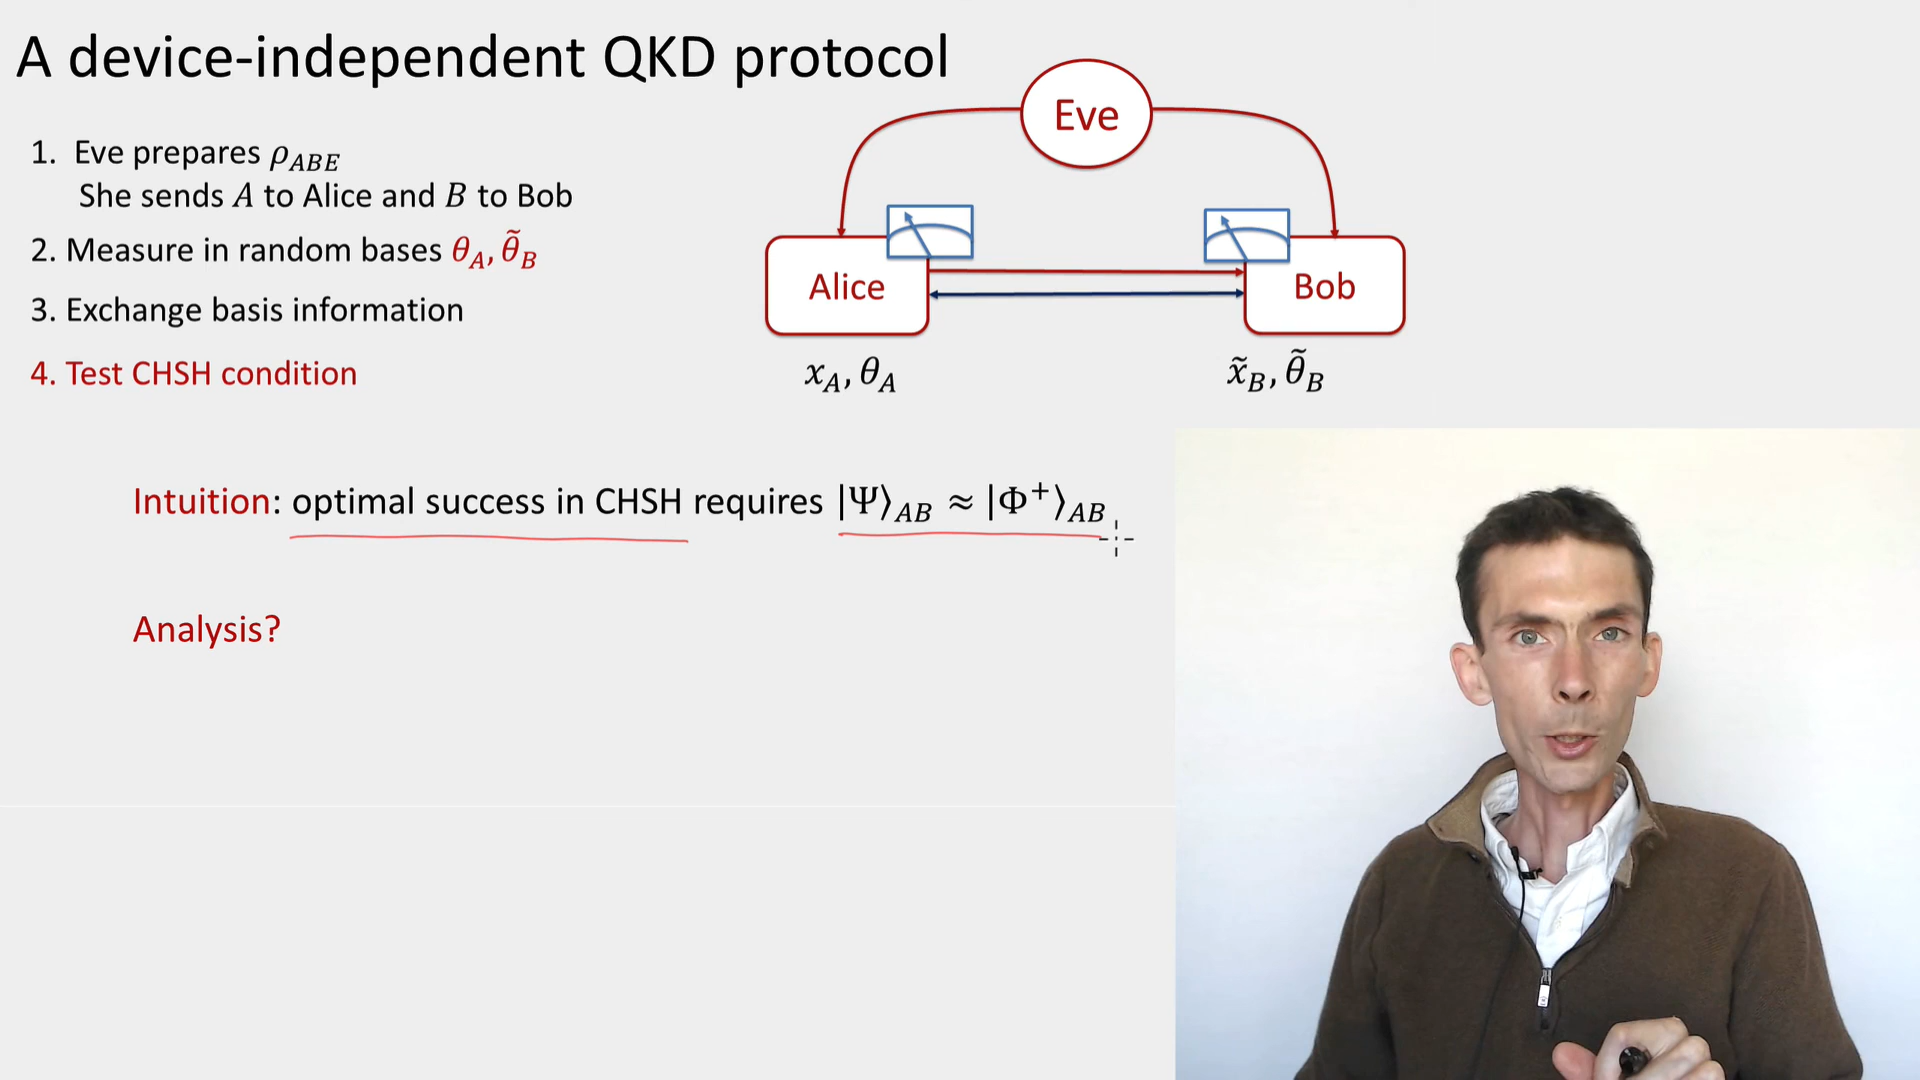 A device-independent QKD protocol
1. Eve prepares ρ_ABE
She sends A to Alice and B to Bob
2. Measure in random bases θ_A, θ̃_B
3. Exchange basis information
4. Test CHSH condition
Eve
Alice
Bob
x_A, θ_A
x̃_B, θ̃_B
Intuition: optimal success in CHSH requires |Ψ⟩_AB ≈ |Φ⁺⟩_AB
Analysis?